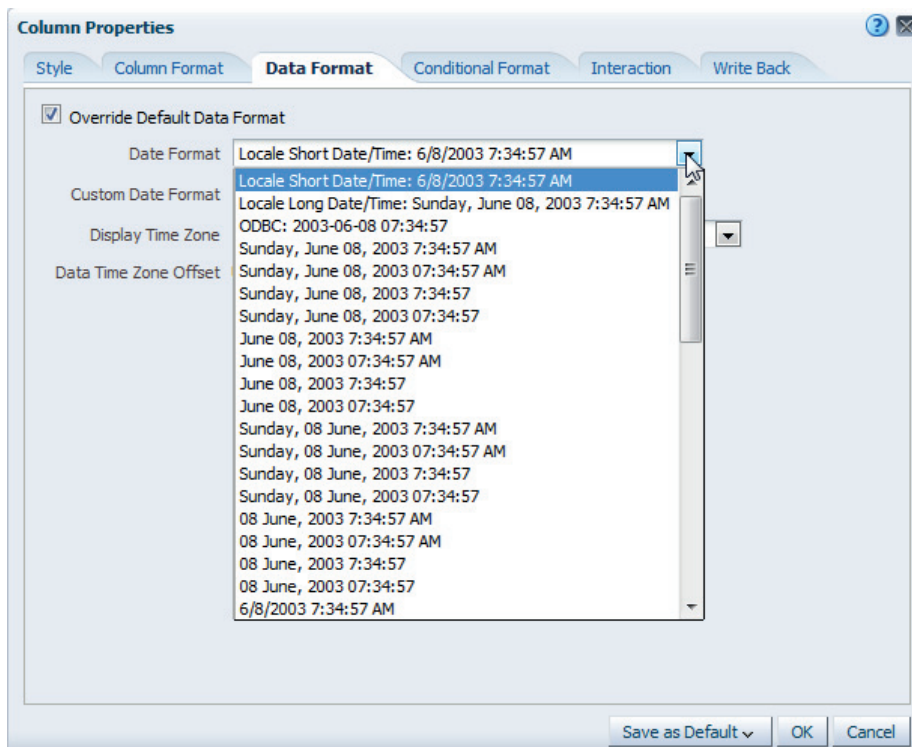 Column Properties
Style Column Format Data Format Conditional Format Interaction Write Back
Override Default Data Format
Date Format Locale Short Date/Time: 6/8/2003 7:34:57 AM
Locale Short Date/Time: 6/8/2003 7:34:57 AM
Custom Date Format
Locale Long Date/Time: Sunday, June 08, 2003 7:34:57 AM
ODBC: 2003-06-08 07:34:57
Display Time Zone
Sunday, June 08, 2003 7:34:57 AM
Data Time Zone Offset
Sunday, June 08, 2003 07:34:57 AM
Sunday, June 08, 2003 7:34:57
Sunday, June 08, 2003 07:34:57
June 08, 2003 7:34:57 AM
June 08, 2003 07:34:57 AM
June 08, 2003 7:34:57
June 08, 2003 07:34:57
Sunday, 08 June, 2003 7:34:57 AM
Sunday, 08 June, 2003 07:34:57 AM
Sunday, 08 June, 2003 7:34:57
Sunday, 08 June, 2003 07:34:57
08 June, 2003 7:34:57 AM
08 June, 2003 07:34:57 AM
08 June, 2003 7:34:57
08 June, 2003 07:34:57
6/8/2003 7:34:57 AM
Save as Default OK Cancel